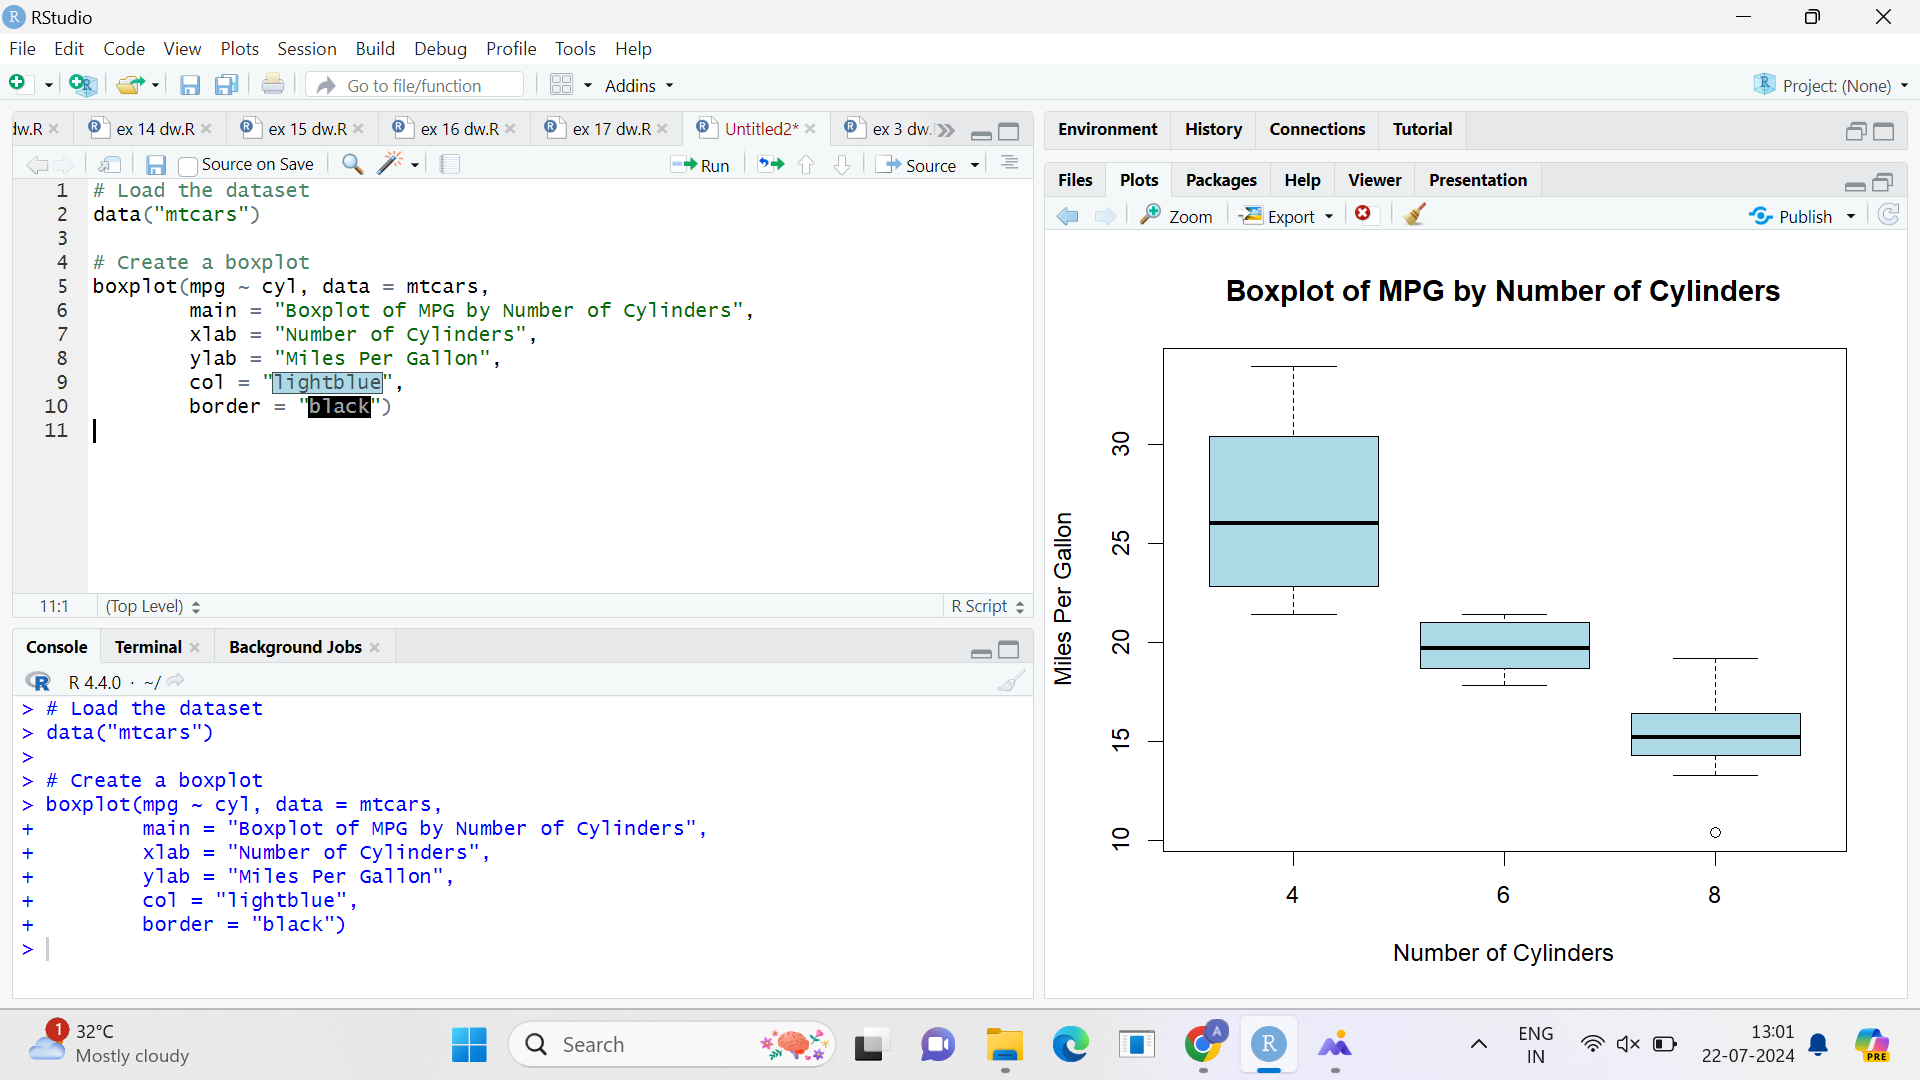 RStudio
File Edit Code View Plots Session Build Debug Profile Tools Help
Go to file/function Addins Project: (None)
dw.R ex 14 dw.R ex 15 dw.R ex 16 dw.R ex 17 dw.R Untitled2* ex 3 dw.
Source on Save Run Source
1 # Load the dataset
2 data("mtcars")
3
4 # Create a boxplot
5 boxplot(mpg ~ cyl, data = mtcars,
6 main = "Boxplot of MPG by Number of Cylinders",
7 xlab = "Number of Cylinders",
8 ylab = "Miles Per Gallon",
9 col = "lightblue",
10 border = "black")
11
11:1 (Top Level) R Script
Console Terminal Background Jobs
R 4.4.0 · ~/
> # Load the dataset
> data("mtcars")
>
> # Create a boxplot
> boxplot(mpg ~ cyl, data = mtcars,
+ main = "Boxplot of MPG by Number of Cylinders",
+ xlab = "Number of Cylinders",
+ ylab = "Miles Per Gallon",
+ col = "lightblue",
+ border = "black")
>
Environment History Connections Tutorial
Files Plots Packages Help Viewer Presentation
Zoom Export Publish
Boxplot of MPG by Number of Cylinders
Miles Per Gallon
30
25
20
15
10
4 6 8
Number of Cylinders
1
32°C
Mostly cloudy
Search
A
R
PRE
ENG
IN
13:01
22-07-2024